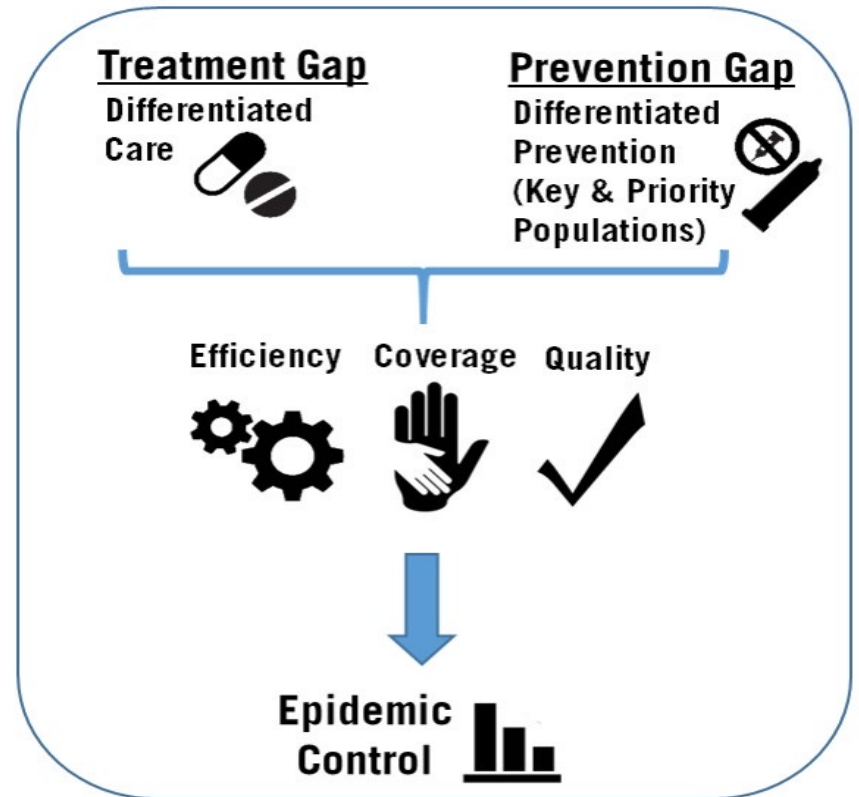 Treatment Gap
Differentiated
Care
Prevention Gap
Differentiated
Prevention
(Key & Priority
Populations)
Efficiency
Coverage
Quality
Epidemic
Control